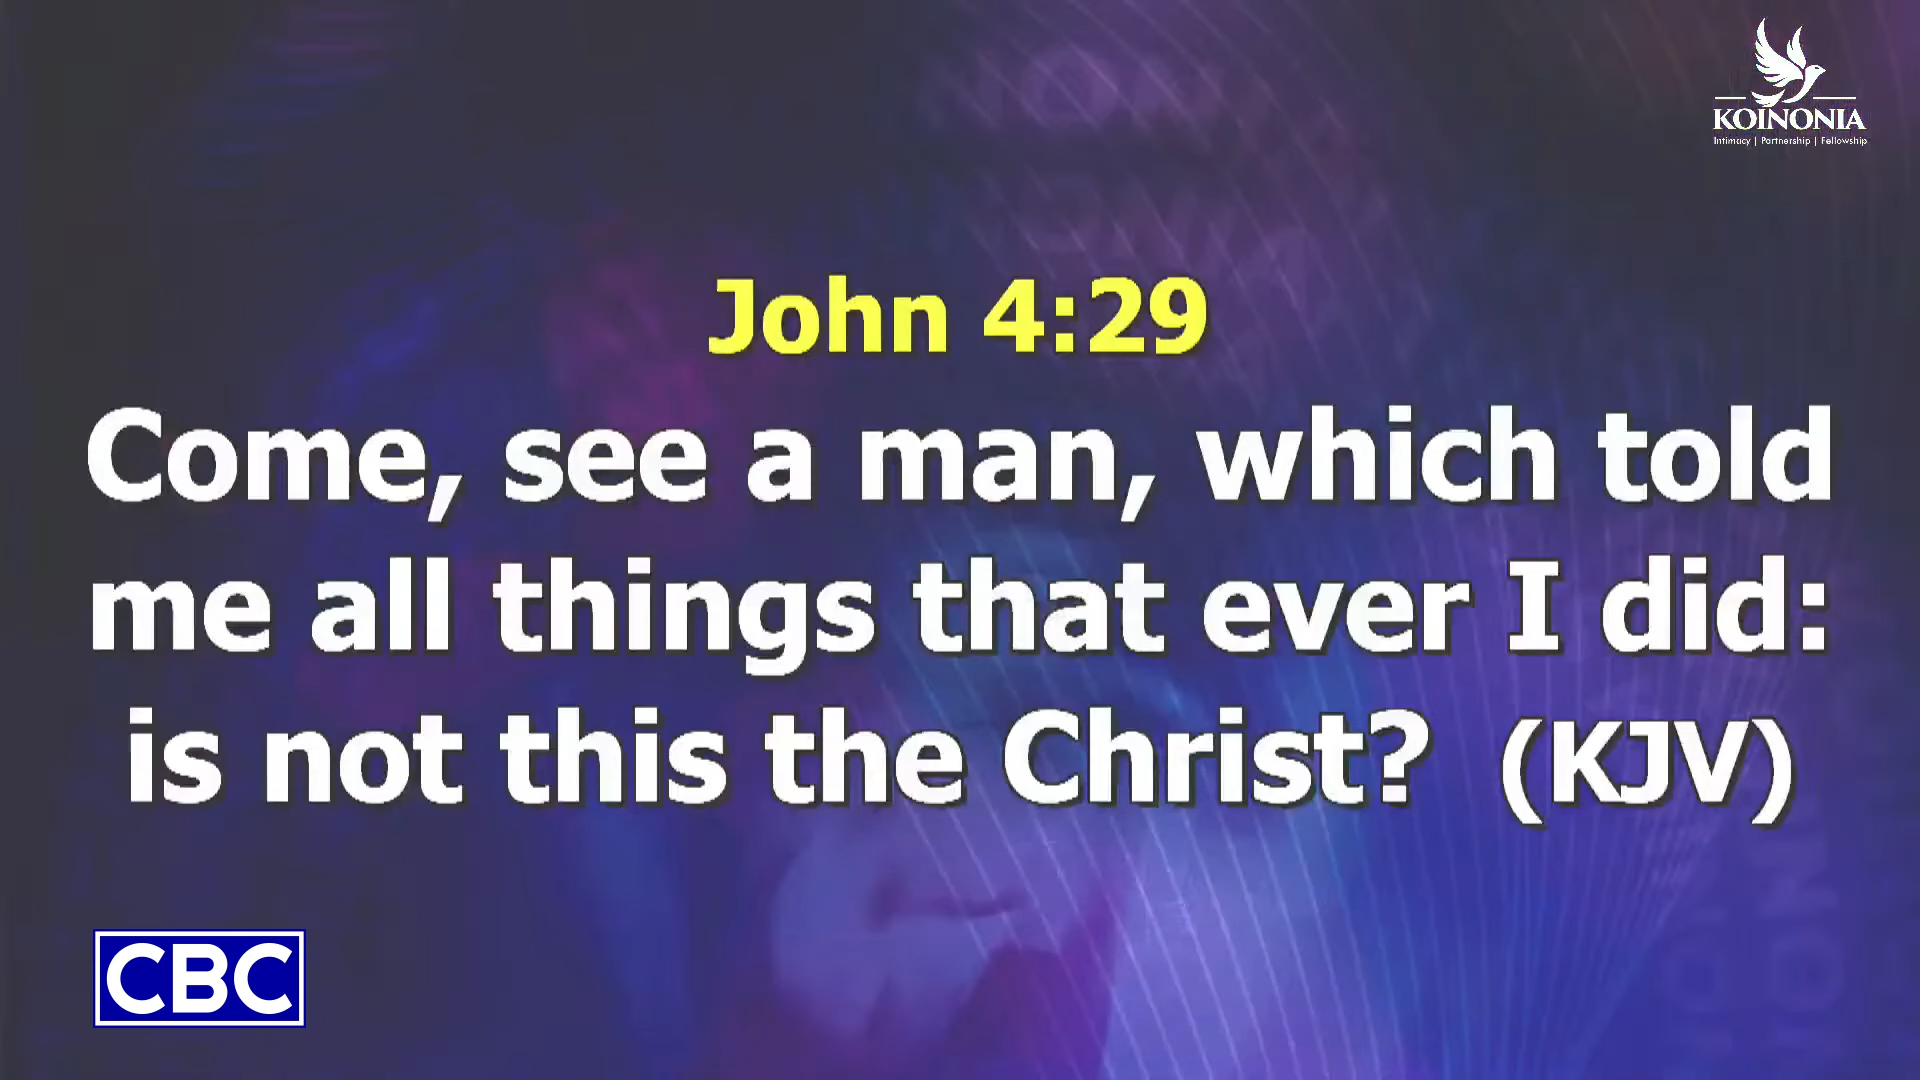 KOINONIA
Intimacy | Partnership | Fellowship
John 4:29
Come, see a man, which told
me all things that ever I did:
is not this the Christ? (KJV)
CBC